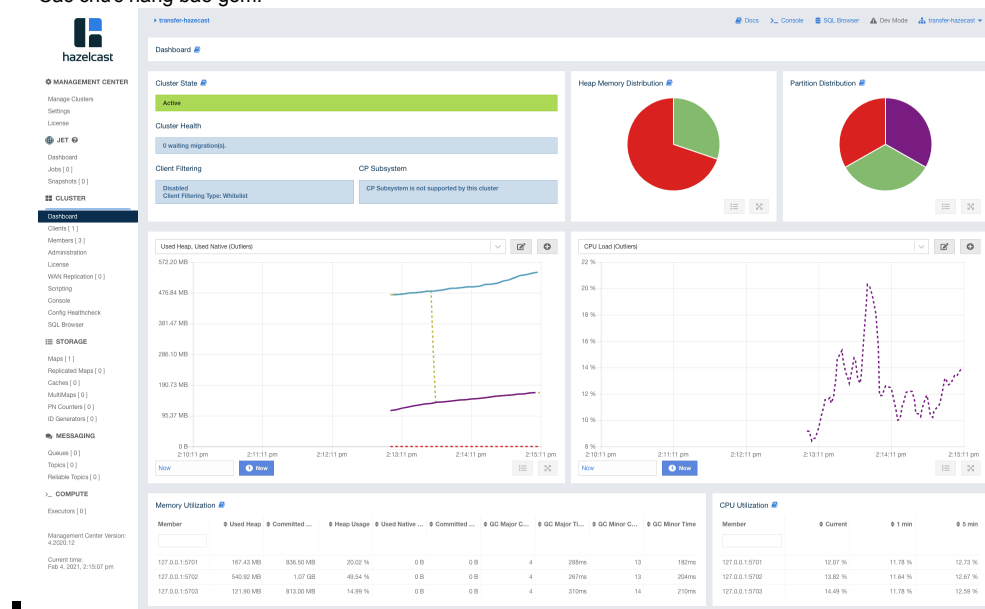 Các chức năng bao gồm:
hazelcast
MANAGEMENT CENTER
Manage Clusters
Settings
License
JET
Dashboard
Jobs [ 0 ]
Snapshots [ 0 ]
CLUSTER
Dashboard
Clients [ 1 ]
Members [ 3 ]
Administration
License
WAN Replication [ 0 ]
Scripting
Console
Config Healthcheck
SQL Browser
STORAGE
Maps [ 1 ]
Replicated Maps [ 0 ]
Caches [ 0 ]
MultiMaps [ 0 ]
PN Counters [ 0 ]
ID Generators [ 0 ]
MESSAGING
Queues [ 0 ]
Topics [ 0 ]
Reliable Topics [ 0 ]
COMPUTE
Executors [ 0 ]
Management Center Version:
4.2020.12
Current time:
Feb 4, 2021, 2:15:07 pm
transfer-hazecast
Docs Console SQL Browser Dev Mode transfer-hazecast
Dashboard
Cluster State
Active
Cluster Health
0 waiting migration(s).
Client Filtering CP Subsystem
Disabled
Client Filtering Type: Whitelist
CP Subsystem is not supported by this cluster
Heap Memory Distribution
Partition Distribution
Used Heap, Used Native (Outliers)
572.20 MB
476.84 MB
381.47 MB
286.10 MB
190.73 MB
95.37 MB
0 B
2:10:11 pm 2:11:11 pm 2:12:11 pm 2:13:11 pm 2:14:11 pm 2:15:11 pm
Now Now
CPU Load (Outliers)
22 %
20 %
18 %
16 %
14 %
12 %
10 %
8 %
2:10:11 pm 2:11:11 pm 2:12:11 pm 2:13:11 pm 2:14:11 pm 2:15:11 pm
Now Now
Memory Utilization
Member Used Heap Committed ... Heap Usage Used Native ... Committed ... GC Major C... GC Major Ti... GC Minor C... GC Minor Time
127.0.0.1:5701 167.43 MB 836.50 MB 20.02 % 0 B 0 B 4 288ms 13 182ms
127.0.0.1:5702 540.92 MB 1.07 GB 49.54 % 0 B 0 B 4 267ms 13 204ms
127.0.0.1:5703 121.90 MB 813.00 MB 14.99 % 0 B 0 B 4 310ms 14 210ms
CPU Utilization
Member Current 1 min 5 min
127.0.0.1:5701 12.07 % 11.78 % 12.73 %
127.0.0.1:5702 13.82 % 11.64 % 12.67 %
127.0.0.1:5703 14.49 % 11.78 % 12.59 %